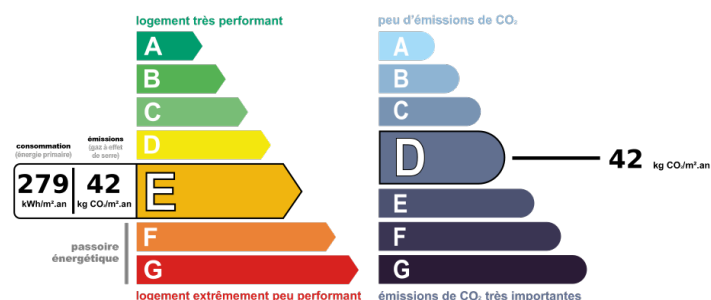 logement très performant
A
B
C
D
consommation
(énergie primaire)
émissions
(gaz à effet
de serre)
279
kWh/m².an
42
kg CO₂/m².an
E
F
G
passoire
énergétique
logement extrêmement peu performant
peu d'émissions de CO₂
A
B
C
D
42 kg CO₂/m².an
E
F
G
émissions de CO₂ très importantes